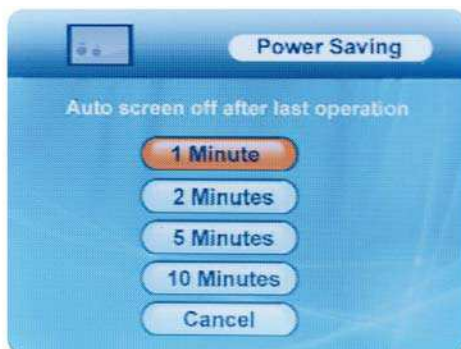 Power Saving
Auto screen off after last operation
1 Minute
2 Minutes
5 Minutes
10 Minutes
Cancel